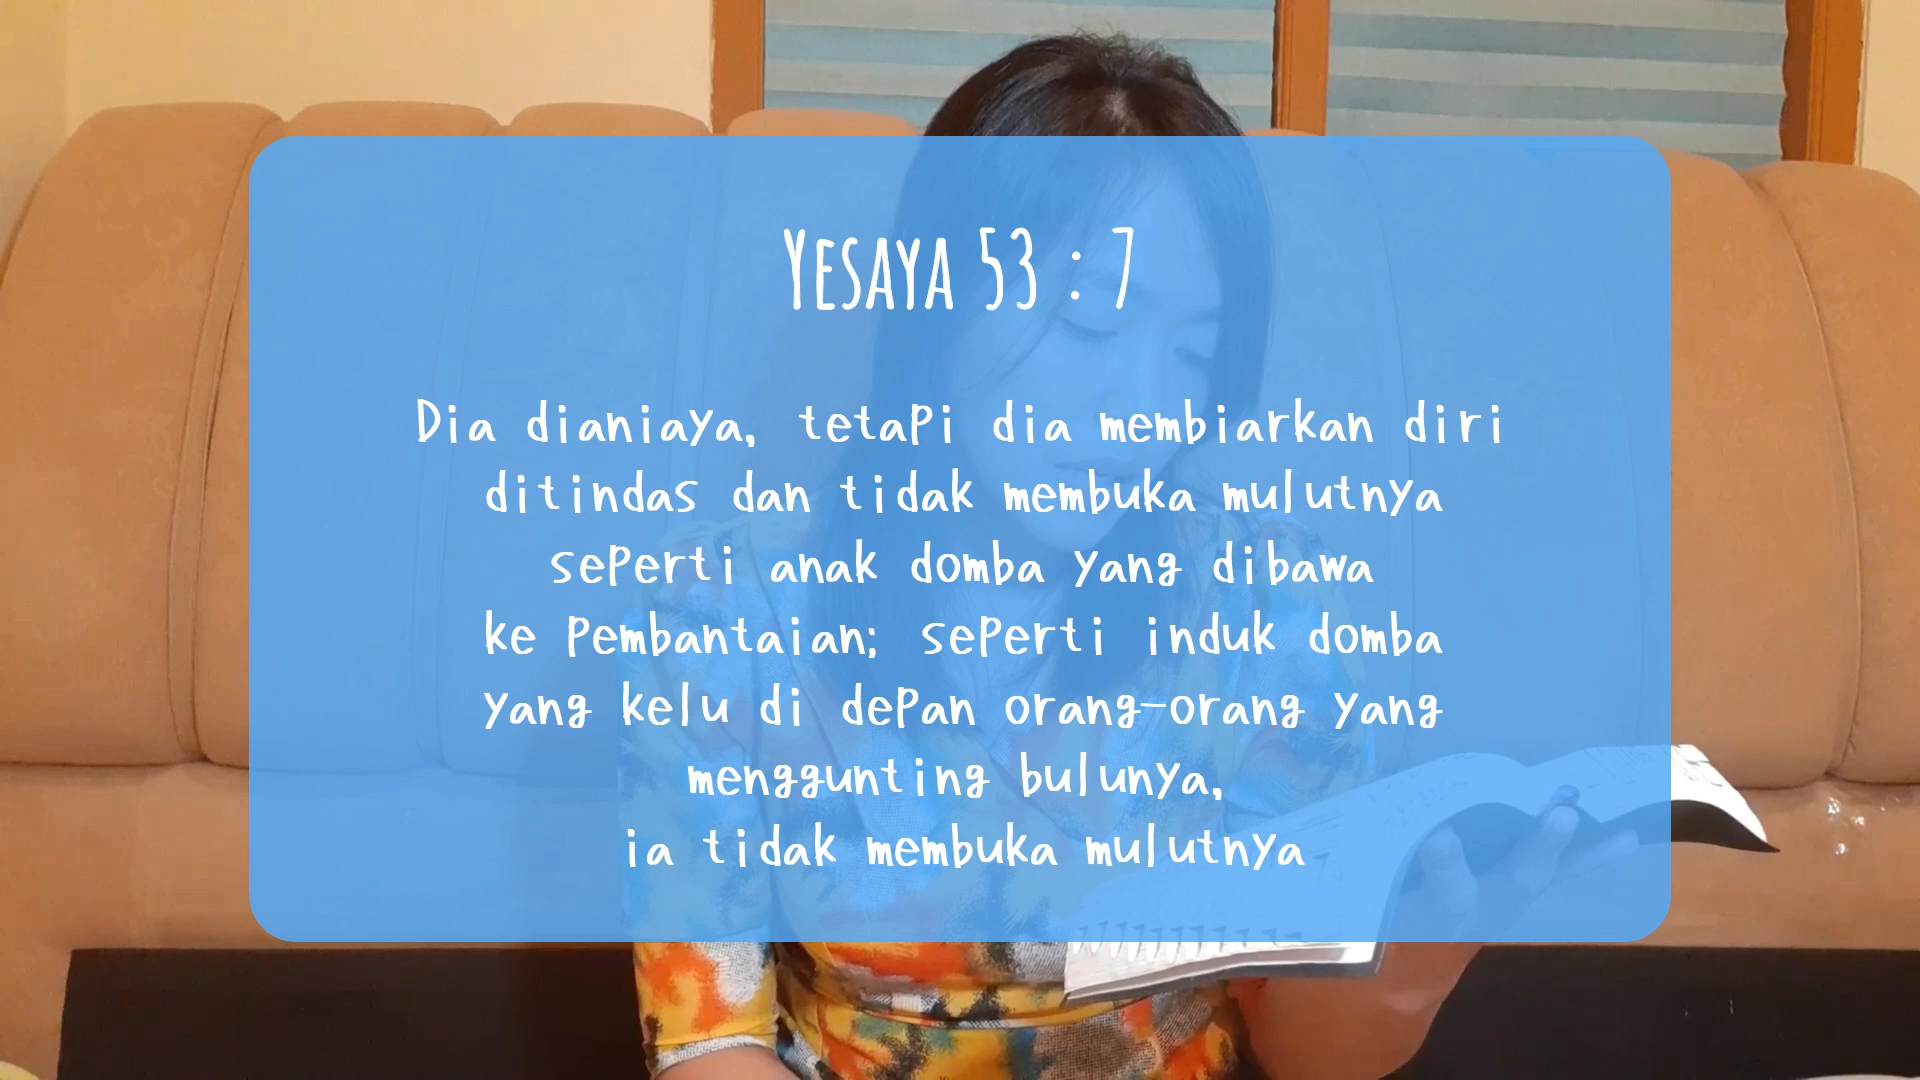 Yesaya 53 : 7
Dia dianiaya, tetapi dia membiarkan diri
ditindas dan tidak membuka mulutnya
seperti anak domba yang dibawa
ke pembantaian; seperti induk domba
yang kelu di depan orang-orang yang
menggunting bulunya,
ia tidak membuka mulutnya